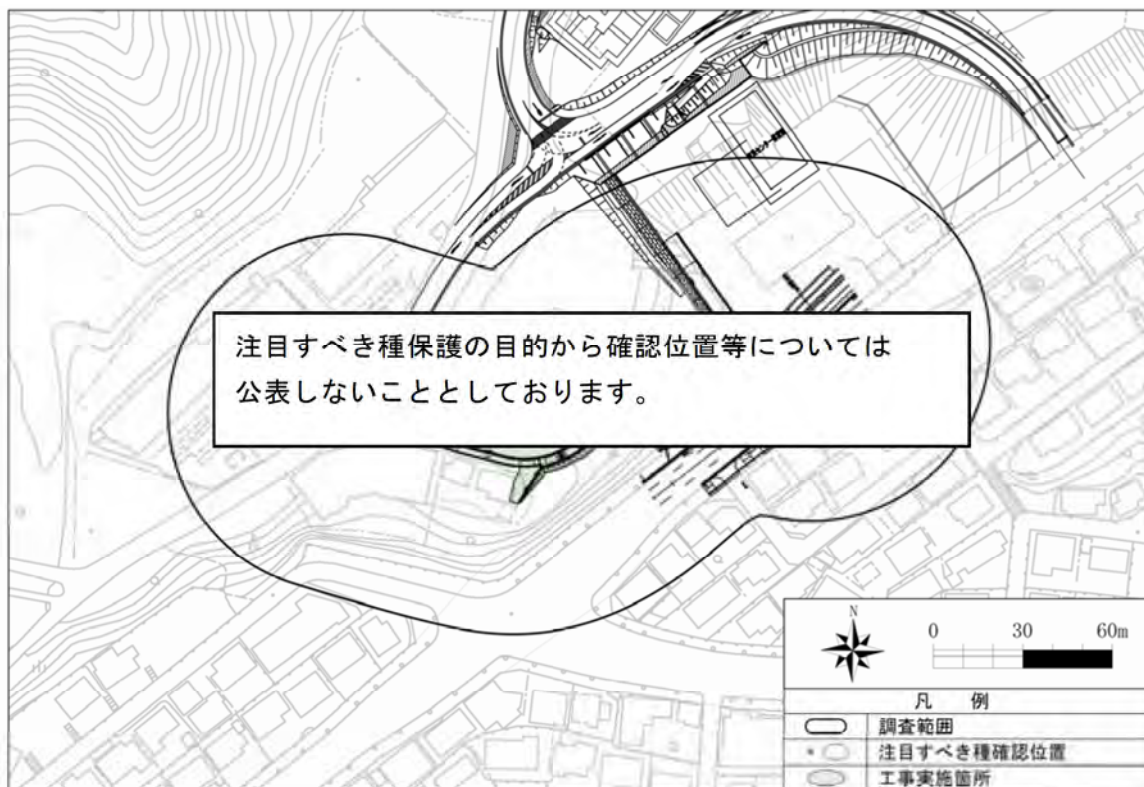 注目すべき種保護の目的から確認位置等については
公表しないこととしております。
N
0 30 60m
凡 例
調査範囲
注目すべき種確認位置
工事実施箇所